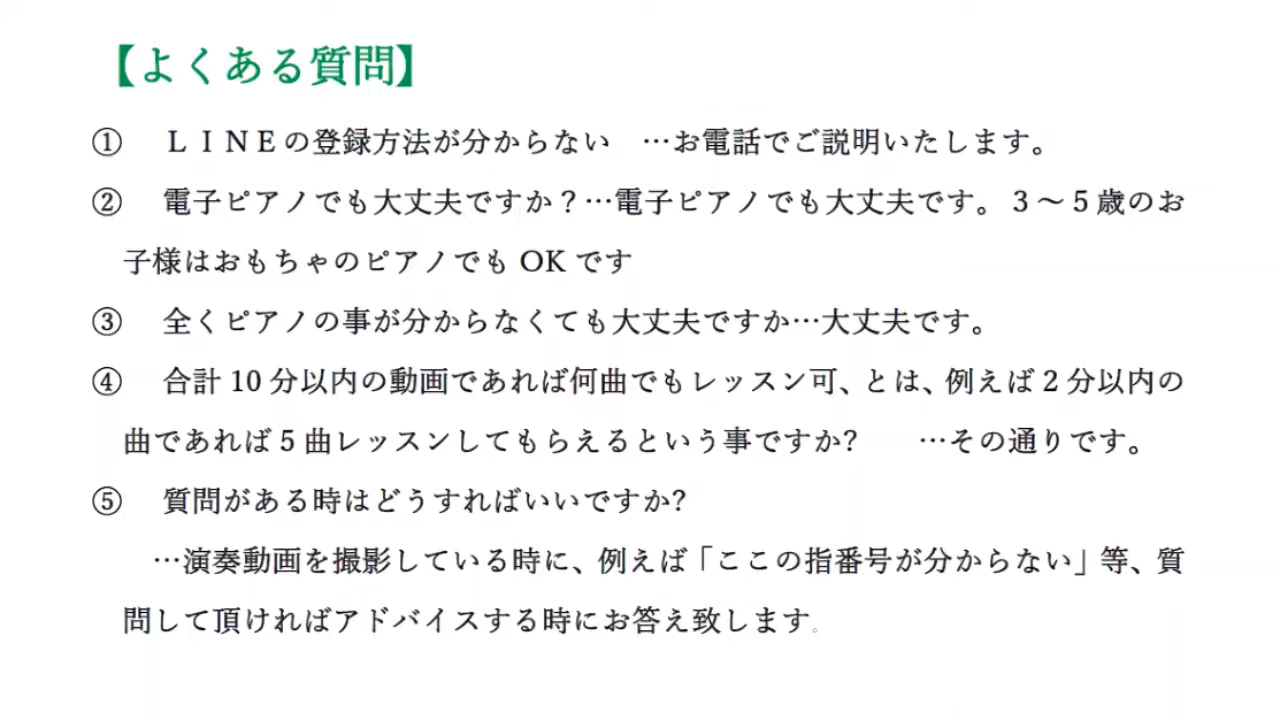 【よくある質問】
① ＬＩＮＥの登録方法が分からない　…お電話でご説明いたします。
② 電子ピアノでも大丈夫ですか？…電子ピアノでも大丈夫です。３～５歳のお
子様はおもちゃのピアノでも OK です
③ 全くピアノの事が分からなくても大丈夫ですか…大丈夫です。
④ 合計 10 分以内の動画であれば何曲でもレッスン可、とは、例えば 2 分以内の
曲であれば 5 曲レッスンしてもらえるという事ですか?　　…その通りです。
⑤ 質問がある時はどうすればいいですか?
…演奏動画を撮影している時に、例えば「ここの指番号が分からない」等、質
問して頂ければアドバイスする時にお答え致します。